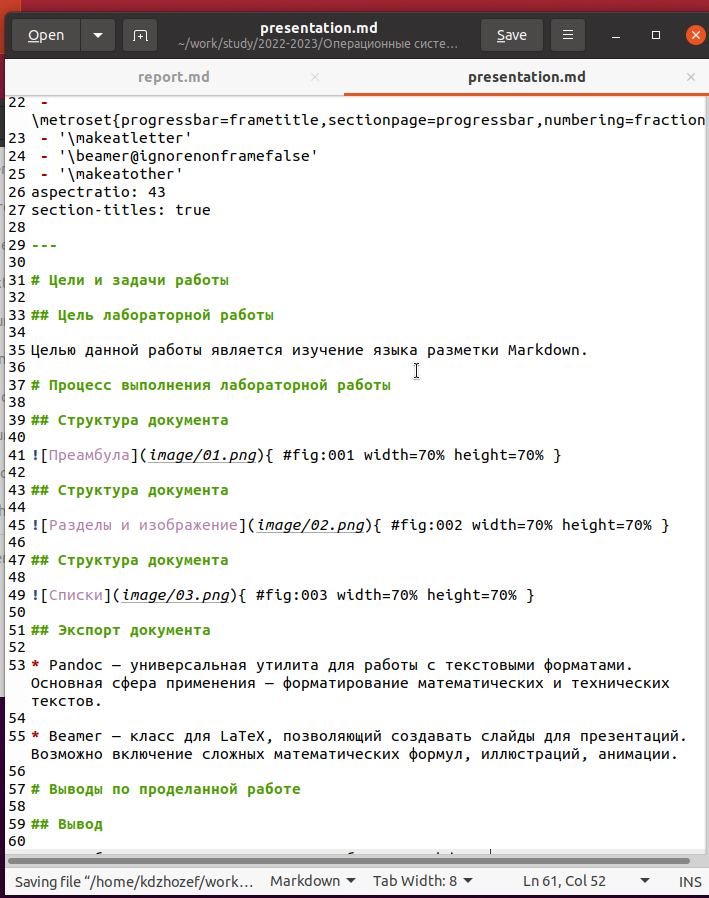 Open
presentation.md
~/work/study/2022-2023/Операционные систе…
Save
report.md
presentation.md
22 -
\metroset{progressbar=frametitle,sectionpage=progressbar,numbering=fraction
23 - '\makeatletter'
24 - '\beamer@ignorenonframefalse'
25 - '\makeatother'
26 aspectratio: 43
27 section-titles: true
28
29 ---
30
31 # Цели и задачи работы
32
33 ## Цель лабораторной работы
34
35 Целью данной работы является изучение языка разметки Markdown.
36
37 # Процесс выполнения лабораторной работы
38
39 ## Структура документа
40
41 ![Преамбула](image/01.png){ #fig:001 width=70% height=70% }
42
43 ## Структура документа
44
45 ![Разделы и изображение](image/02.png){ #fig:002 width=70% height=70% }
46
47 ## Структура документа
48
49 ![Списки](image/03.png){ #fig:003 width=70% height=70% }
50
51 ## Экспорт документа
52
53 * Pandoc — универсальная утилита для работы с текстовыми форматами.
Основная сфера применения — форматирование математических и технических
текстов.
54
55 * Beamer — класс для LaTeX, позволяющий создавать слайды для презентаций.
Возможно включение сложных математических формул, иллюстраций, анимации.
56
57 # Выводы по проделанной работе
58
59 ## Вывод
60
Saving file “/home/kdzhozef/work…
Markdown
Tab Width: 8
Ln 61, Col 52
INS